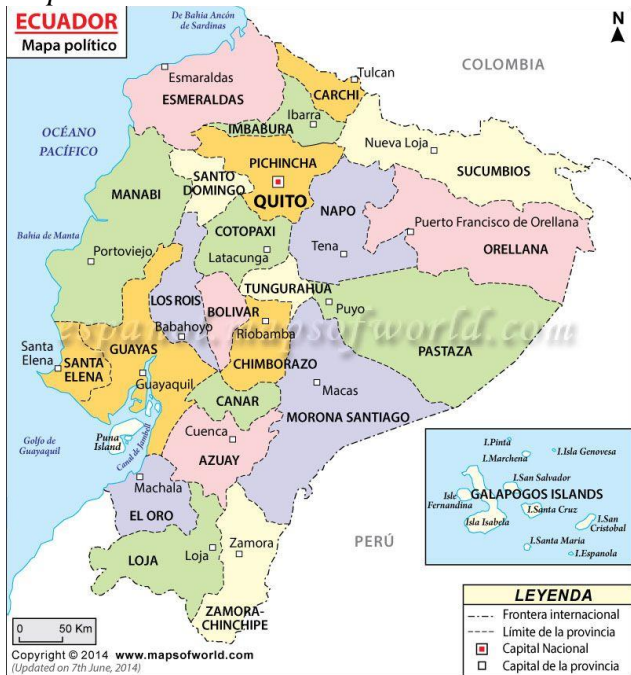 ECUADOR
Mapa político
De Bahia Ancón
de Sardinas
N
COLOMBIA
Esmaraldas
ESMERALDAS
Tulcan
CARCHI
Ibarra
IMBABURA
OCÉANO
PACÍFICO
Nueva Loja
SUCUMBIOS
PICHINCHA
QUITO
SANTO
DOMINGO
MANABI
NAPO
Puerto Francisco de Orellana
ORELLANA
Bahia de Manta
Portoviejo
COTOPAXI
Latacunga
Tena
TUNGURAHUA
LOS ROIS
BOLIVAR
Puyo
Babahoyo
Riobamba
espanol.mapsofworld.com
PASTAZA
Santa
Elena
SANTA
ELENA
GUAYAS
Guayaquil
CHIMBORAZO
Macas
CANAR
MORONA SANTIAGO
Golfo de
Guayaquil
Puna
Island
Canal de Jambelí
Cuenca
AZUAY
Machala
EL ORO
LOJA
Loja
Zamora
ZAMORA-
CHINCHIPE
PERÚ
I.Pinta
I.Isla Genovesa
I.Marchena
I.San Salvador
Isle
Fernandina
GALAPOGOS ISLANDS
I.Santa Cruz
Isla Isabela
I.San
Cristobal
I.Santa María
I.Espanola
LEYENDA
Frontera internacional
Límite de la provincia
Capital Nacional
Capital de la provincia
0 50 Km
Copyright © 2014 www.mapsofworld.com
(Updated on 7th June, 2014)